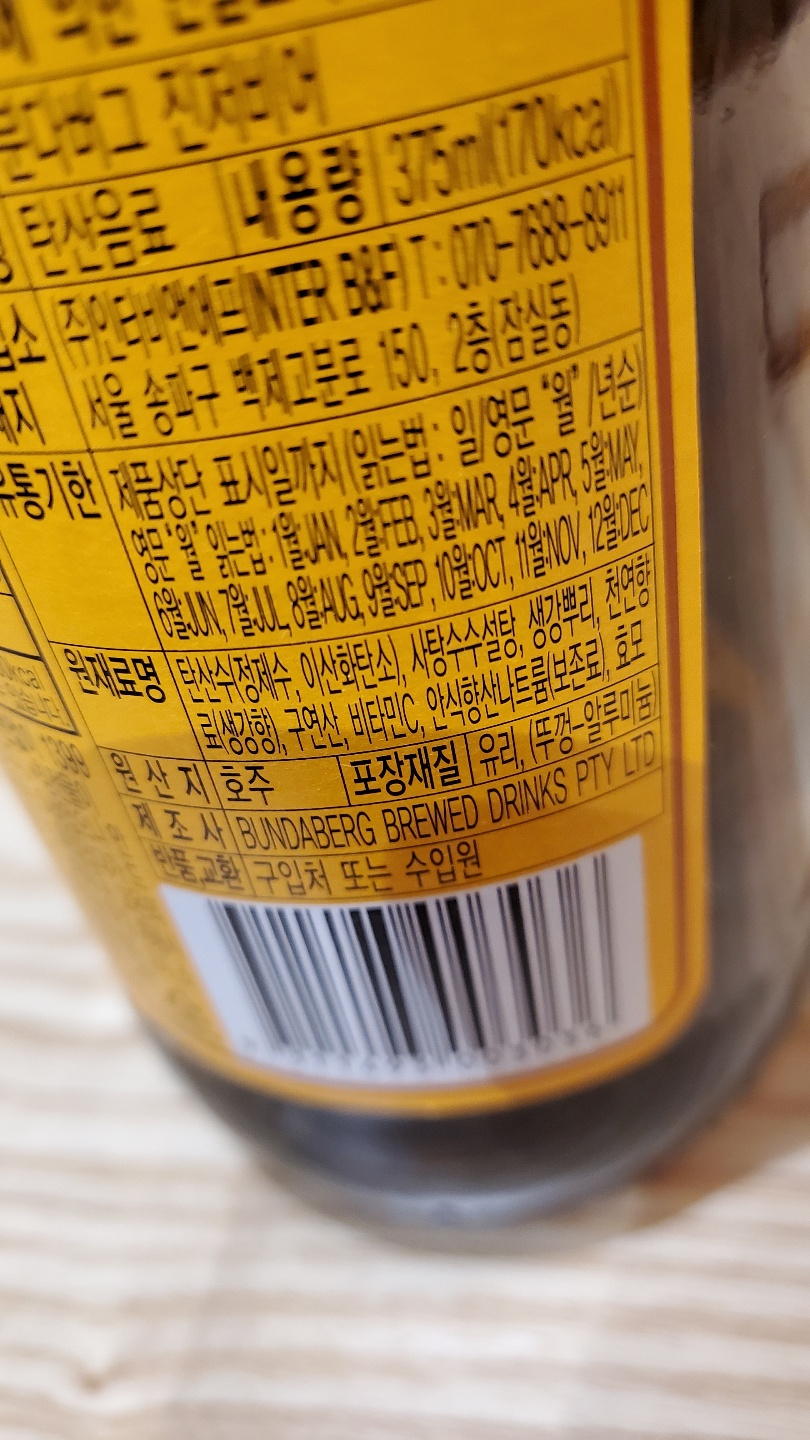 분다버그 진저비어
탄산음료 내용량 375ml(170kcal)
주)인터비앤에프(INTER B&F) T : 070-7688-8911
서울 송파구 백제고분로 150, 2층(잠실동)
유통기한 제품상단 표시일까지 (읽는법 : 일/영문 "월" /년순)
영문 "월" 읽는법 : 1월:JAN, 2월:FEB, 3월:MAR, 4월:APR, 5월:MAY,
6월:JUN, 7월:JUL, 8월:AUG, 9월:SEP, 10월:OCT, 11월:NOV, 12월:DEC
원재료명 탄산수(정제수, 이산화탄소), 사탕수수설탕, 생강뿌리, 천연향
료(생강향), 구연산, 비타민C, 안식향산나트륨(보존료), 효모
원산지 호주 포장재질 유리, (뚜껑-알루미늄)
제조사 BUNDABERG BREWED DRINKS PTY LTD
반품,교환 구입처 또는 수입원